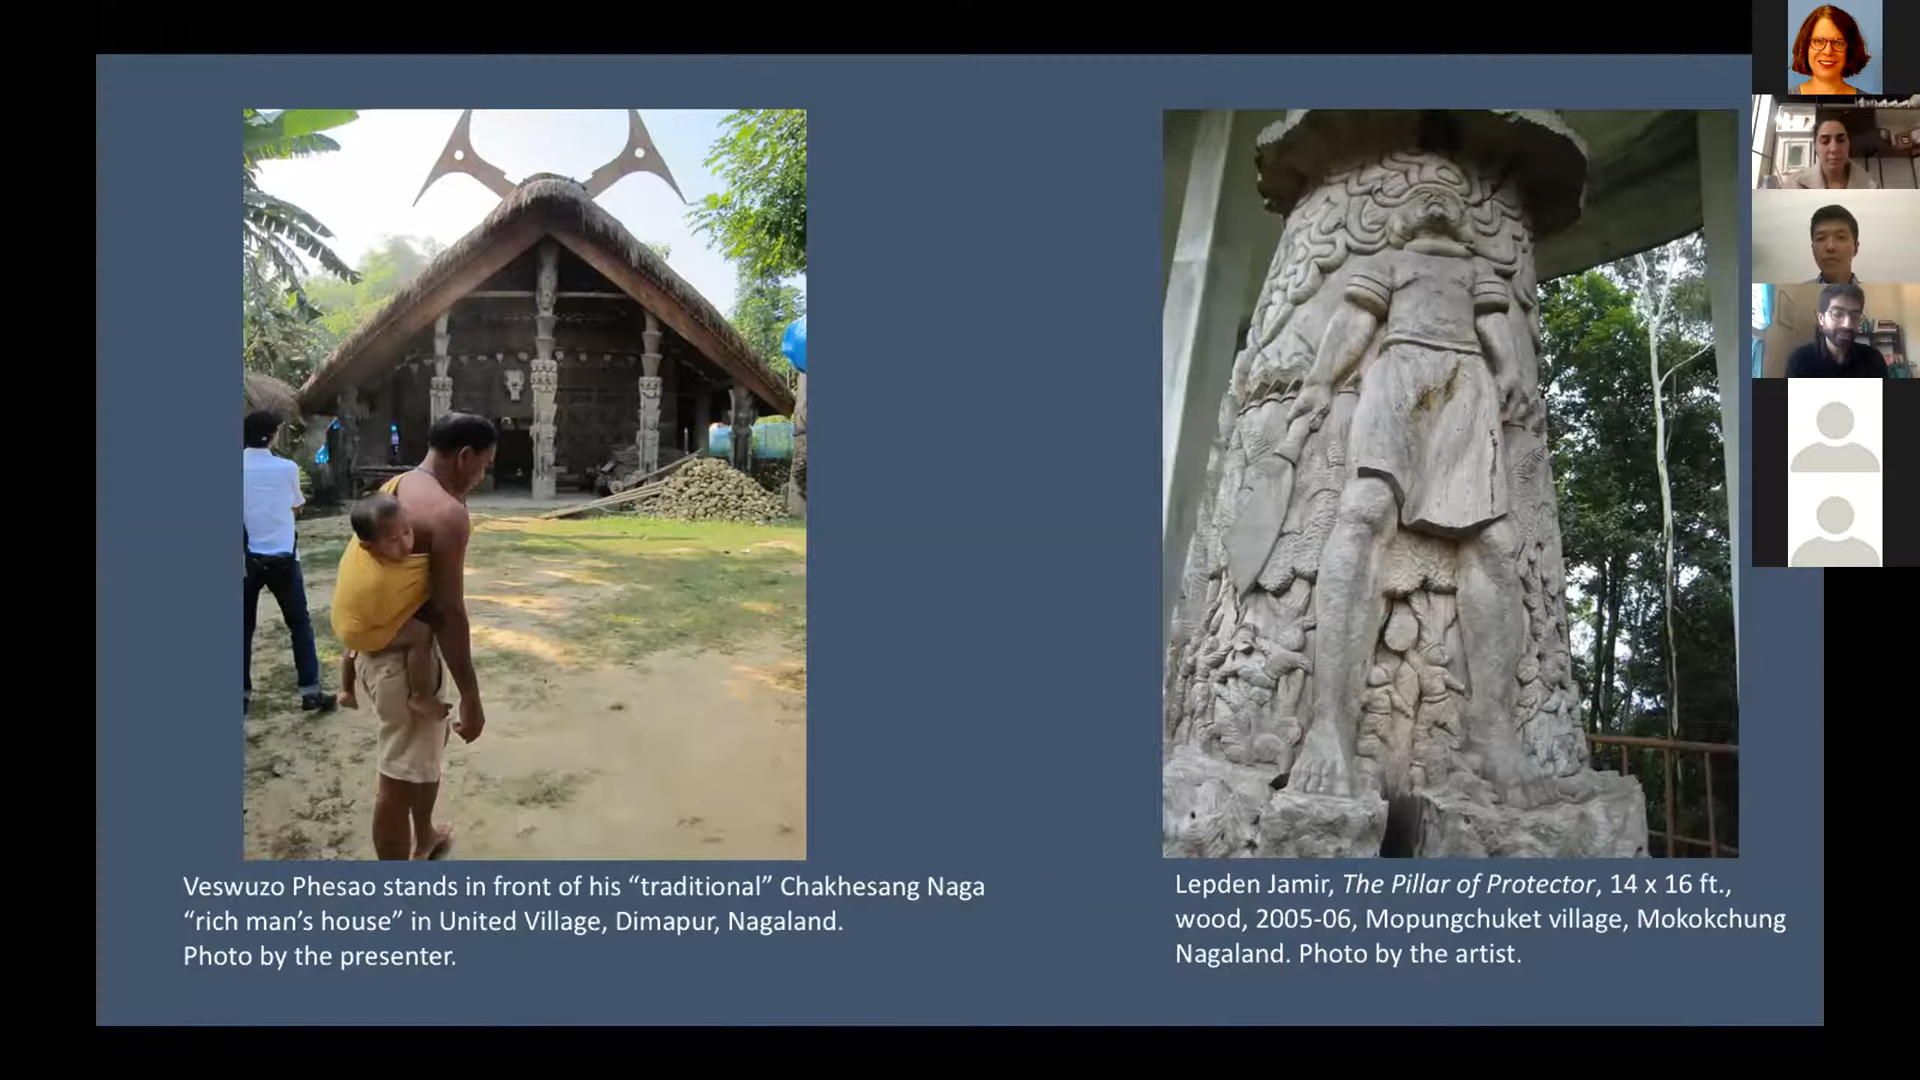 Veswuzo Phesao stands in front of his “traditional” Chakhesang Naga
“rich man’s house” in United Village, Dimapur, Nagaland.
Photo by the presenter.
Lepden Jamir, The Pillar of Protector, 14 x 16 ft.,
wood, 2005-06, Mopungchuket village, Mokokchung
Nagaland. Photo by the artist.